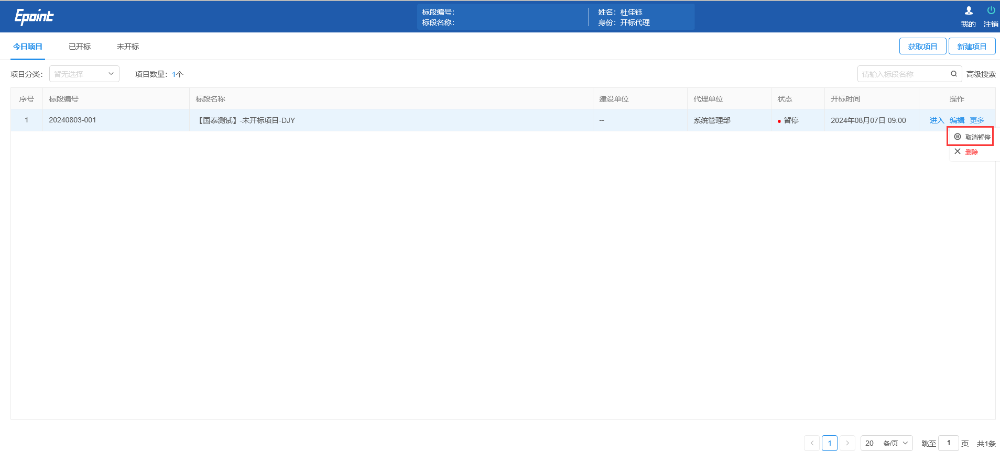 Epoint
标段编号：
标段名称：
姓名：杜佳钰
身份：开标代理
我的
注销
今日项目 已开标 未开标
获取项目 新建项目
项目分类： 暂无选择 项目数量：1个
请输入标段名称 高级搜索
序号 标段编号 标段名称 建设单位 代理单位 状态 开标时间 操作
1 20240803-001 【国泰测试】-未开标项目-DJY -- 系统管理部 暂停 2024年08月07日 09:00 进入 编辑 更多
取消暂停
删除
1 20 条/页 跳至 1 页 共1条